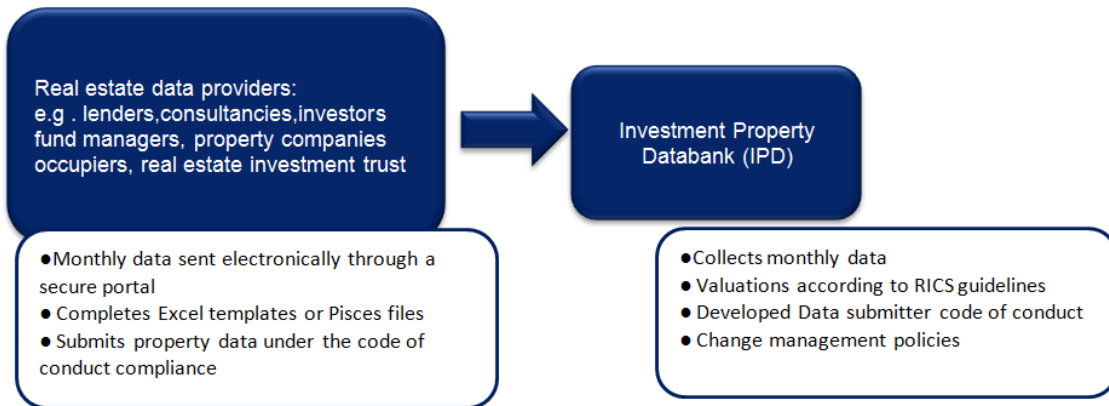 Real estate data providers:
e.g . lenders,consultancies,investors
fund managers, property companies
occupiers, real estate investment trust
Investment Property
Databank (IPD)
●Monthly data sent electronically through a
secure portal
● Completes Excel templates or Pisces files
● Submits property data under the code of
conduct compliance
●Collects monthly data
● Valuations according to RICS guidelines
● Developed Data submitter code of conduct
● Change management policies